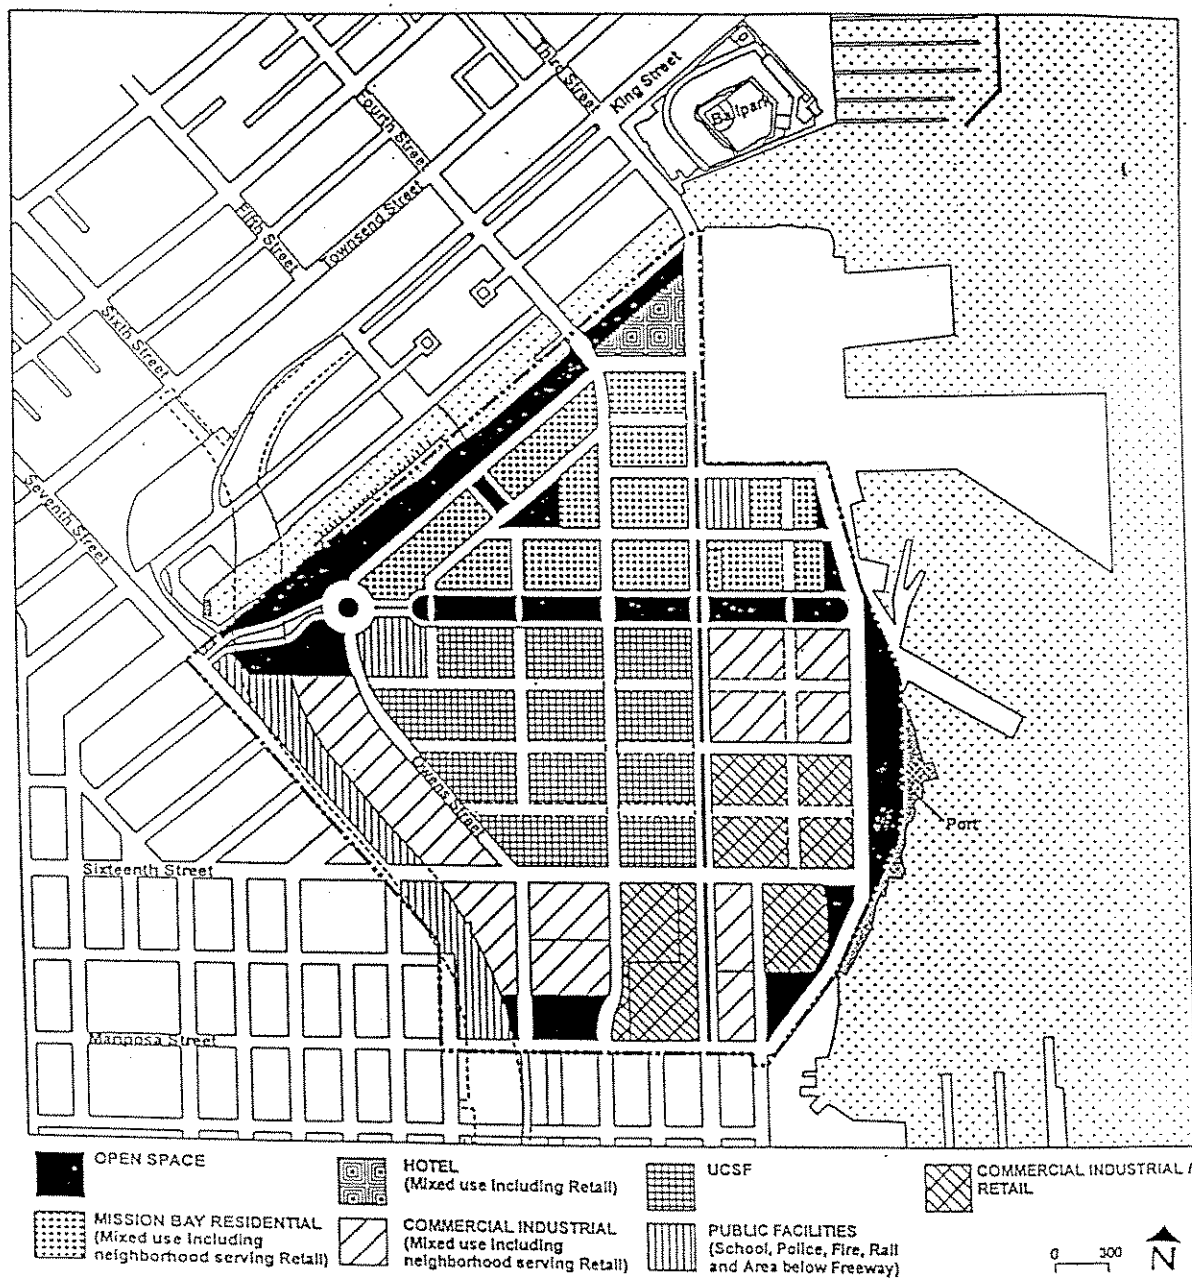 Third Street
King Street
Ballpark
Fourth Street
Fifth Street
Townsend Street
Sixth Street
Seventh Street
Owens Street
Port
Sixteenth Street
Mariposa Street
OPEN SPACE
HOTEL
(Mixed use Including Retail)
UCSF
COMMERCIAL INDUSTRIAL /
RETAIL
MISSION BAY RESIDENTIAL
(Mixed use Including
neighborhood serving Retail)
COMMERCIAL INDUSTRIAL
(Mixed use Including
neighborhood serving Retail)
PUBLIC FACILITIES
(School, Police, Fire, Rail
and Area below Freeway)
0 300
N